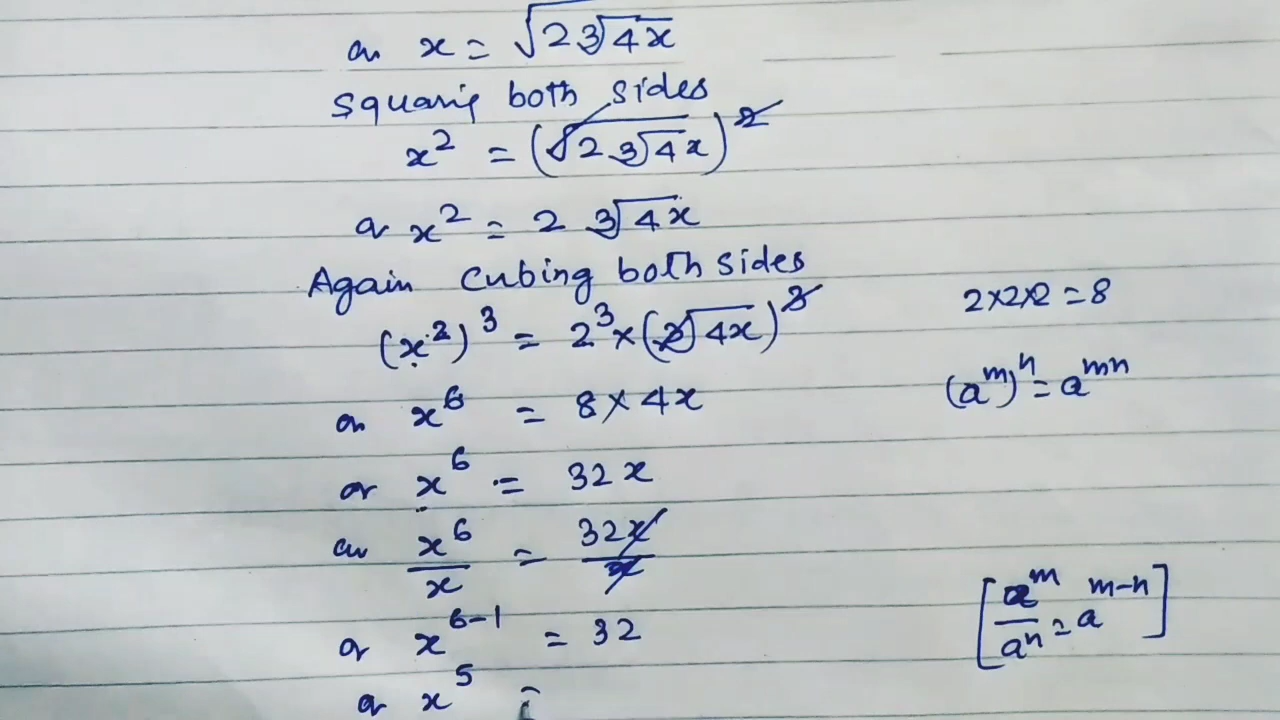 or x = √(2∛(4x))
Squaring both sides
x² = (√(2∛(4x)))²
or x² = 2∛(4x)
Again Cubing both sides
(x²)³ = 2³ × (∛(4x))³
2×2×2 = 8
or x⁶ = 8 × 4x
(aᵐ)ⁿ = aᵐⁿ
or x⁶ = 32x
or x⁶/x = 32x/x
or x⁶⁻¹ = 32
[aᵐ/aⁿ = aᵐ⁻ⁿ]
or x⁵ =